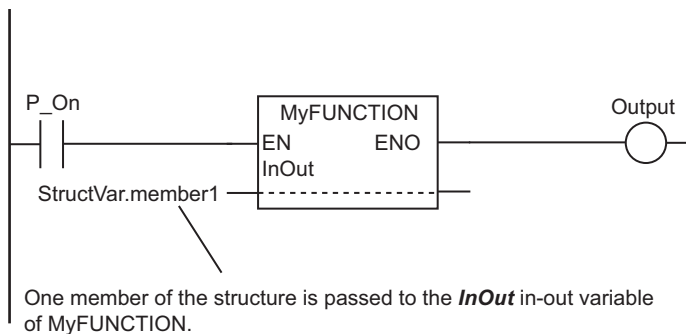 P_On
MyFUNCTION
Output
EN ENO
InOut
StructVar.member1
One member of the structure is passed to the InOut in-out variable
of MyFUNCTION.